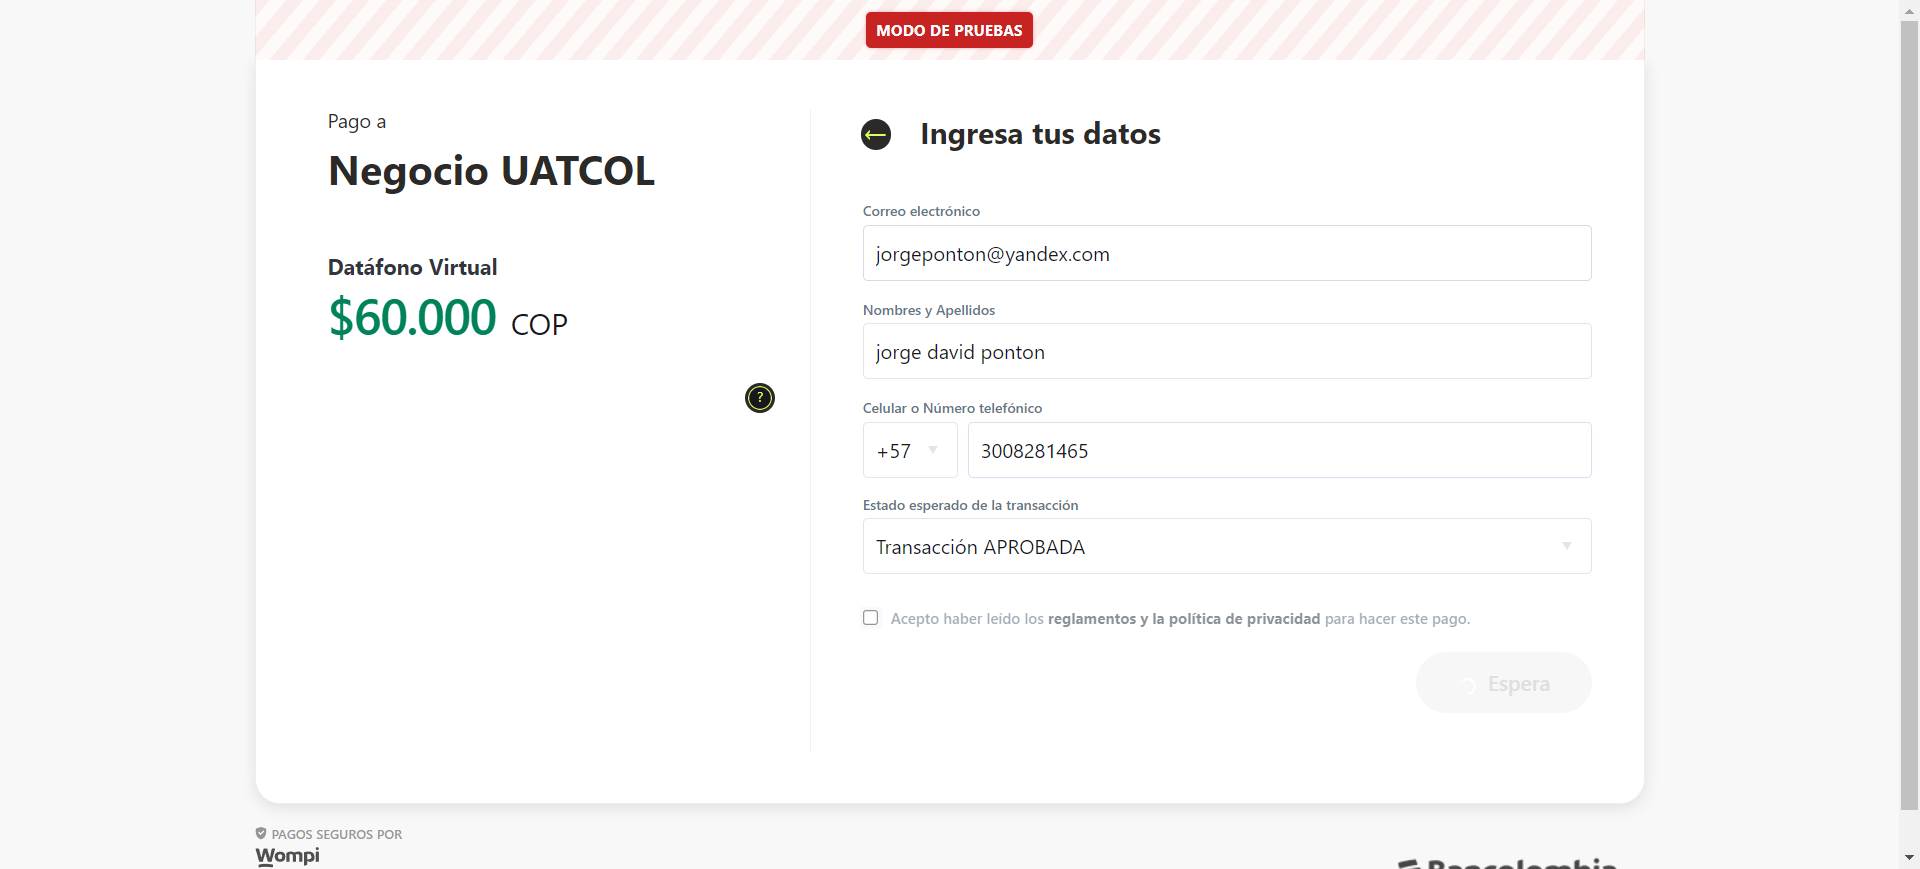 MODO DE PRUEBAS
Pago a
Negocio UATCOL
Datáfono Virtual
$60.000 COP
?
Ingresa tus datos
Correo electrónico
jorgeponton@yandex.com
Nombres y Apellidos
jorge david ponton
Celular o Número telefónico
+57 3008281465
Estado esperado de la transacción
Transacción APROBADA
Acepto haber leído los reglamentos y la política de privacidad para hacer este pago.
Espera
PAGOS SEGUROS POR
Wompi
Bancolombia